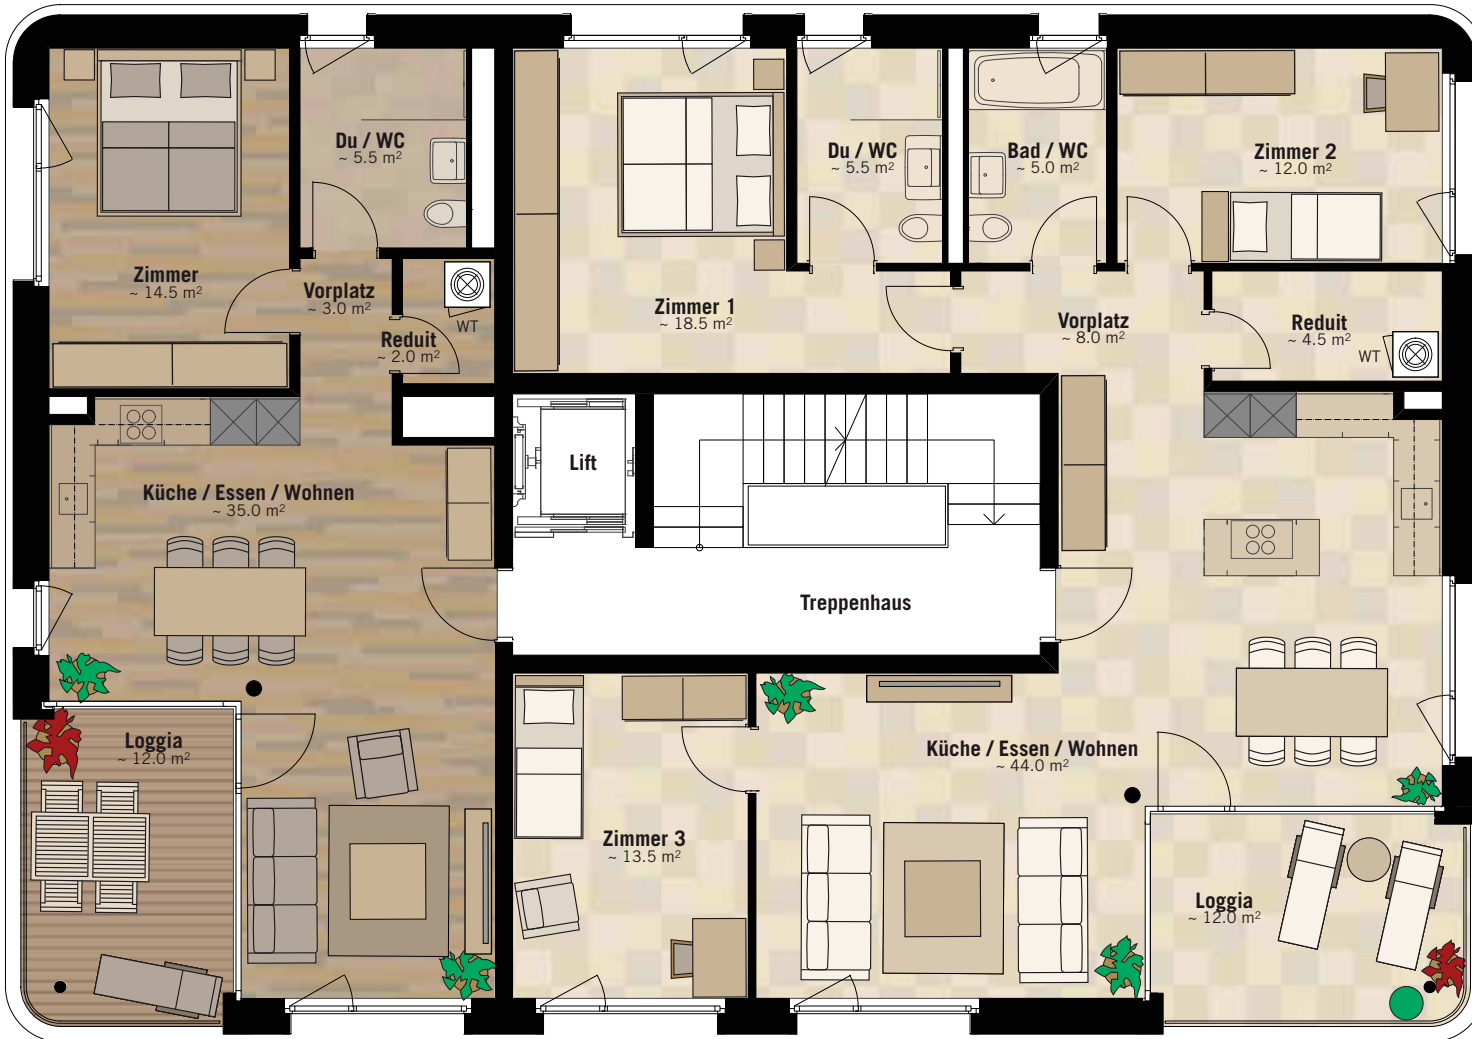 Du / WC
~ 5.5 m²
Zimmer
~ 14.5 m²
Vorplatz
~ 3.0 m²
Reduit
~ 2.0 m²
WT
Küche / Essen / Wohnen
~ 35.0 m²
Loggia
~ 12.0 m²
Lift
Treppenhaus
Zimmer 1
~ 18.5 m²
Du / WC
~ 5.5 m²
Bad / WC
~ 5.0 m²
Zimmer 2
~ 12.0 m²
Vorplatz
~ 8.0 m²
Reduit
~ 4.5 m²
WT
Zimmer 3
~ 13.5 m²
Küche / Essen / Wohnen
~ 44.0 m²
Loggia
~ 12.0 m²